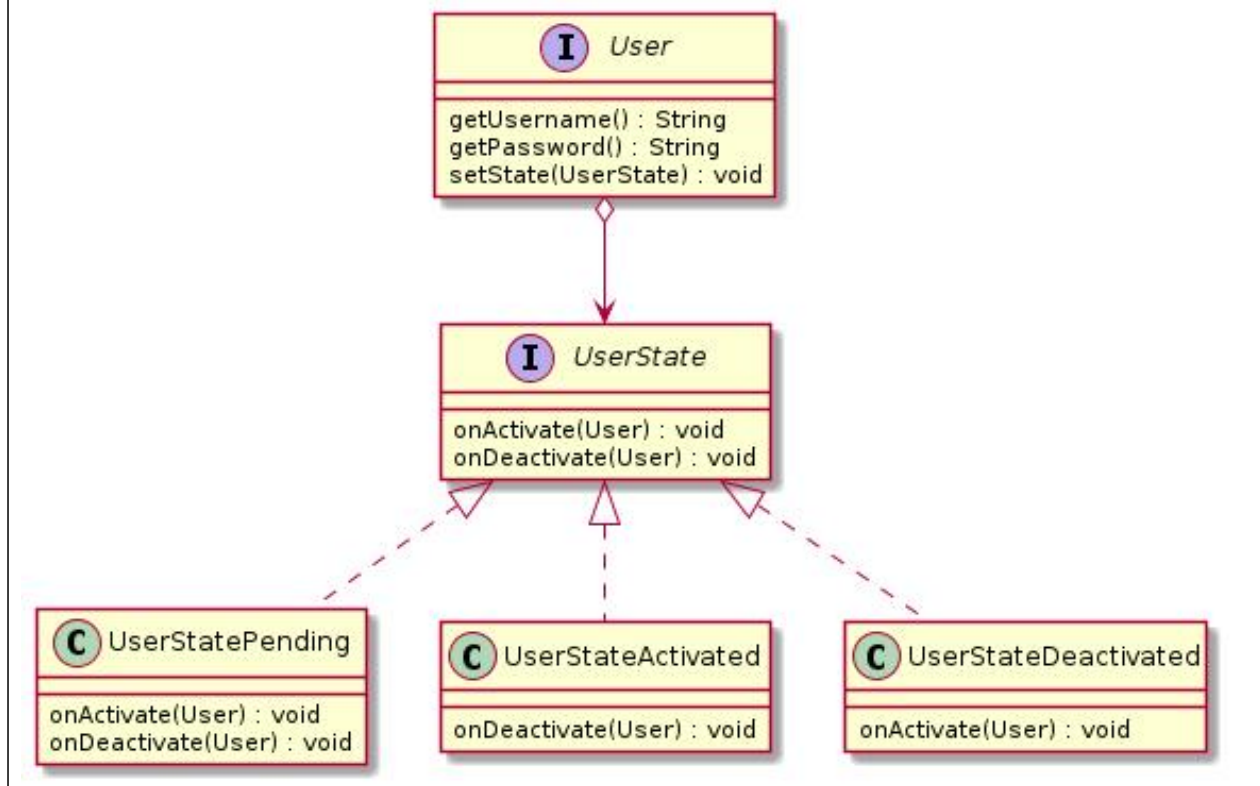 I User
getUsername() : String
getPassword() : String
setState(UserState) : void
I UserState
onActivate(User) : void
onDeactivate(User) : void
C UserStatePending
onActivate(User) : void
onDeactivate(User) : void
C UserStateActivated
onDeactivate(User) : void
C UserStateDeactivated
onActivate(User) : void